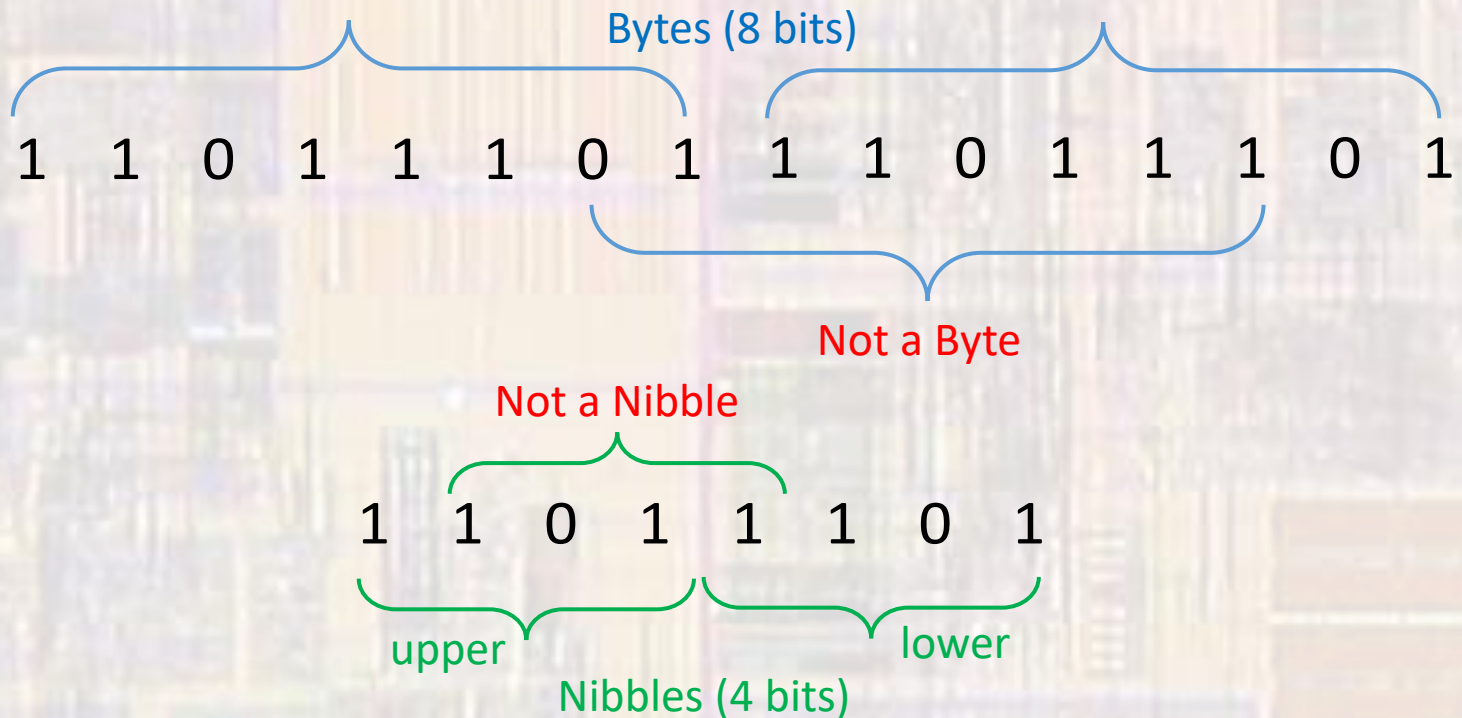 Bytes (8 bits)
1 1 0 1 1 1 0 1 1 1 0 1 1 1 0 1
Not a Byte
Not a Nibble
1 1 0 1 1 1 0 1
upper lower
Nibbles (4 bits)